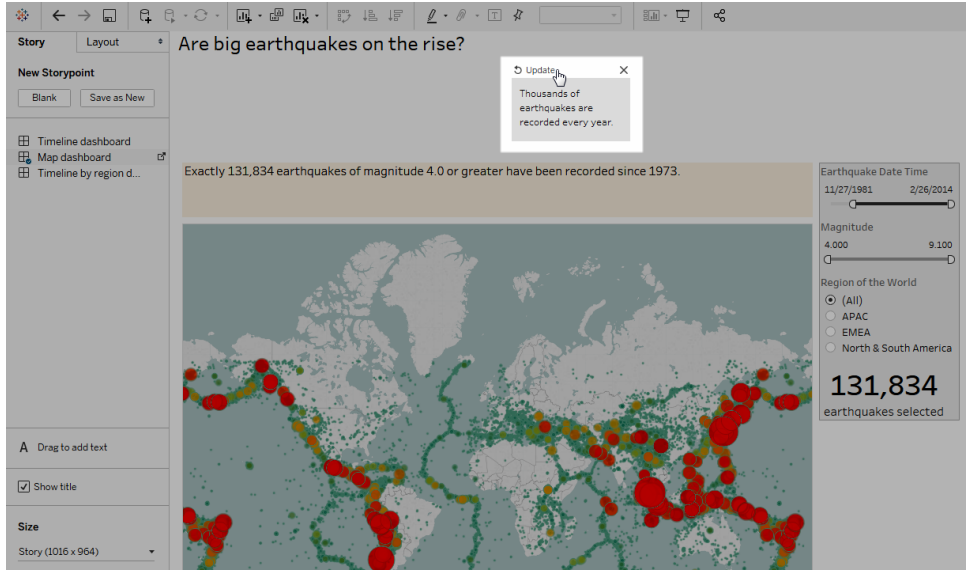 Story
Layout
Are big earthquakes on the rise?
New Storypoint
Blank
Save as New
Update
Thousands of
earthquakes are
recorded every year.
Timeline dashboard
Map dashboard
Timeline by region d...
Exactly 131,834 earthquakes of magnitude 4.0 or greater have been recorded since 1973.
Earthquake Date Time
11/27/1981 2/26/2014
Magnitude
4.000 9.100
Region of the World
(All)
APAC
EMEA
North & South America
131,834
earthquakes selected
A Drag to add text
Show title
Size
Story (1016 x 964)